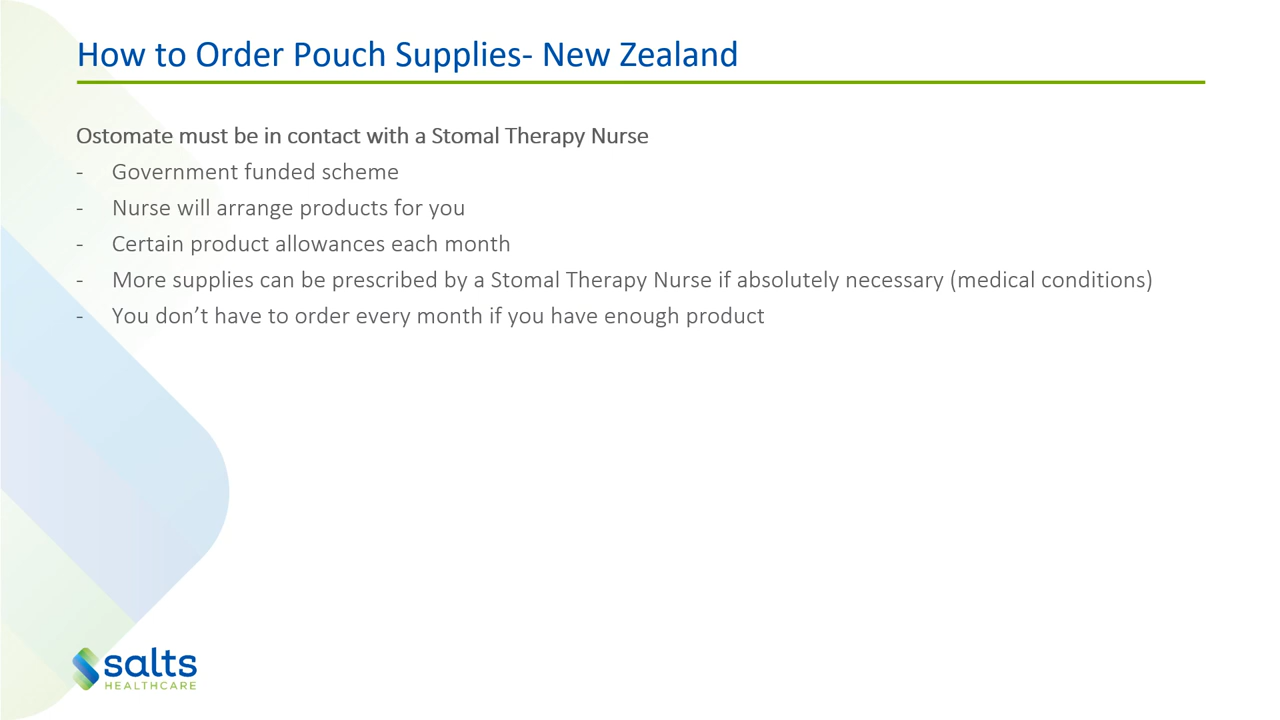 How to Order Pouch Supplies- New Zealand
Ostomate must be in contact with a Stomal Therapy Nurse
- Government funded scheme
- Nurse will arrange products for you
- Certain product allowances each month
- More supplies can be prescribed by a Stomal Therapy Nurse if absolutely necessary (medical conditions)
- You don’t have to order every month if you have enough product
salts
HEALTHCARE